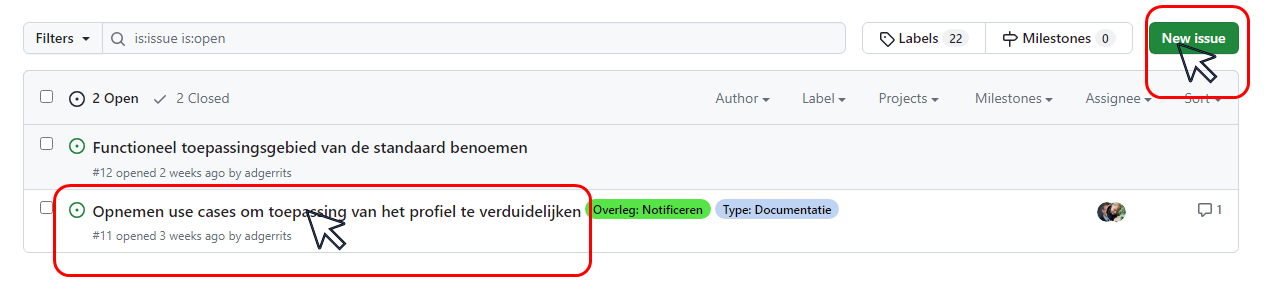 Filters is:issue is:open Labels 22 Milestones 0 New issue
2 Open 2 Closed Author Label Projects Milestones Assignee Sort
Functioneel toepassingsgebied van de standaard benoemen
#12 opened 2 weeks ago by adgerrits
Opnemen use cases om toepassing van het profiel te verduidelijken Overleg: Notificeren Type: Documentatie 1
#11 opened 3 weeks ago by adgerrits